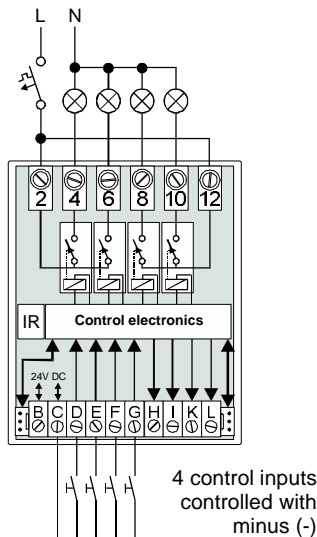 L N
2 4 6 8 10 12
IR Control electronics
24V DC
B C D E F G H I K L
4 control inputs
controlled with
minus (-)